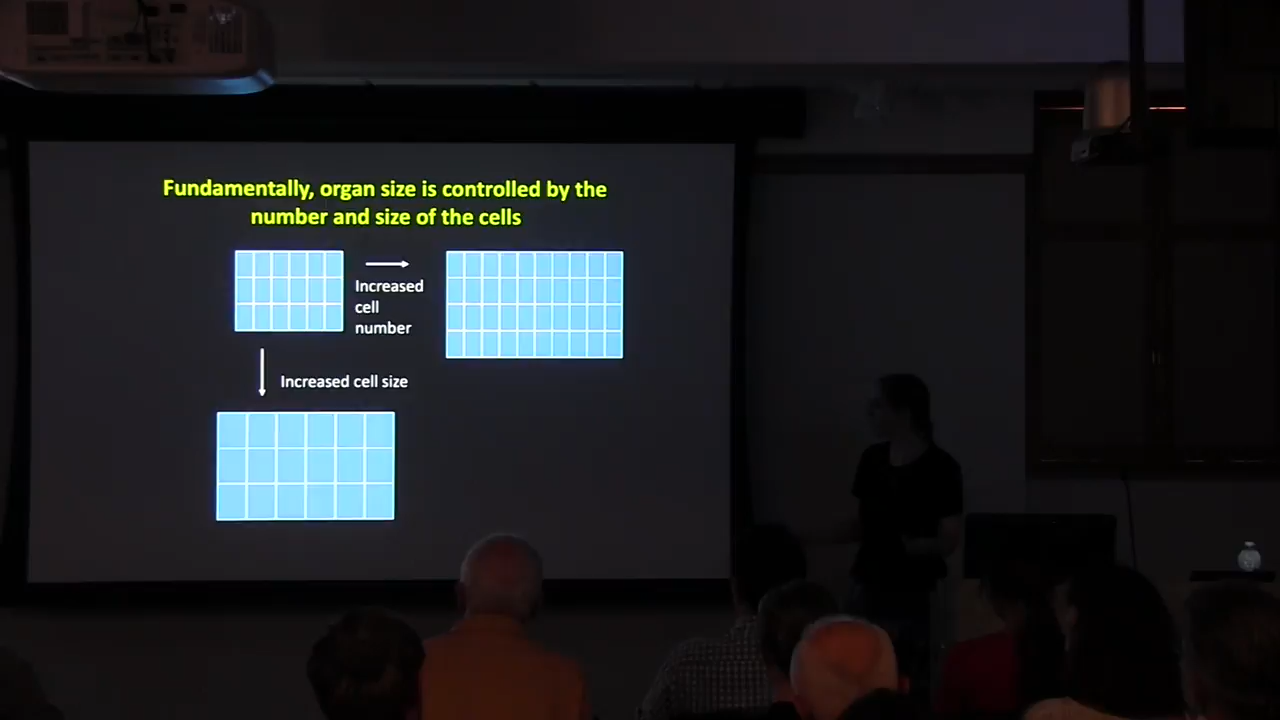 Fundamentally, organ size is controlled by the
number and size of the cells
Increased
cell
number
Increased cell size